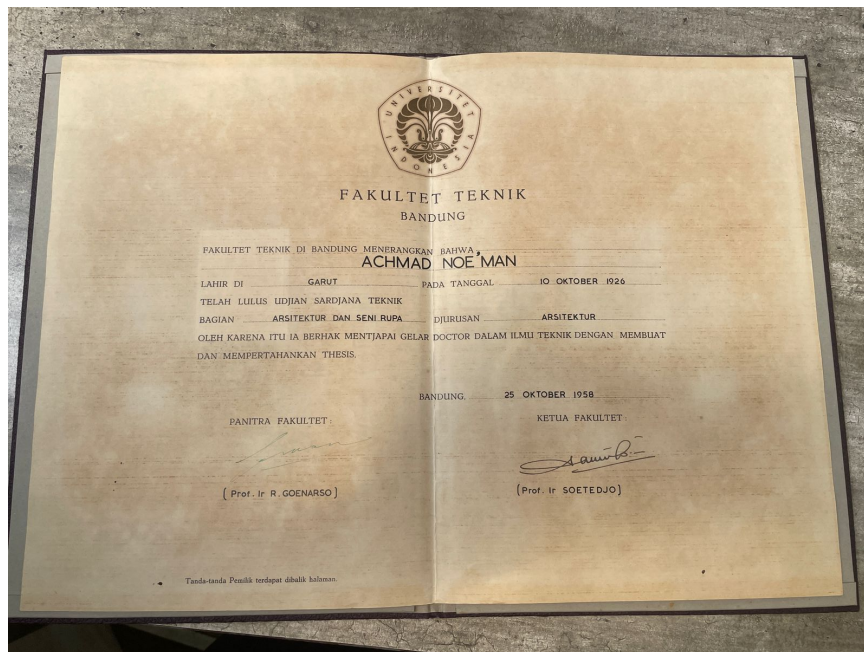 UNIVERSITET INDONESIA
FAKULTET TEKNIK
BANDUNG
FAKULTET TEKNIK DI BANDUNG MENERANGKAN BAHWA,
ACHMAD NOE'MAN
LAHIR DI GARUT PADA TANGGAL 10 OKTOBER 1926
TELAH LULUS UDJIAN SARDJANA TEKNIK
BAGIAN ARSITEKTUR DAN SENI RUPA DJURUSAN ARSITEKTUR
OLEH KARENA ITU IA BERHAK MENTJAPAI GELAR DOCTOR DALAM ILMU TEKNIK DENGAN MEMBUAT
DAN MEMPERTAHANKAN THESIS.
BANDUNG, 25 OKTOBER 1958
PANITRA FAKULTET: KETUA FAKULTET:
(Prof. Ir R. GOENARSO) (Prof. Ir SOETEDJO)
Tanda-tanda Pemilik terdapat dibalik halaman.